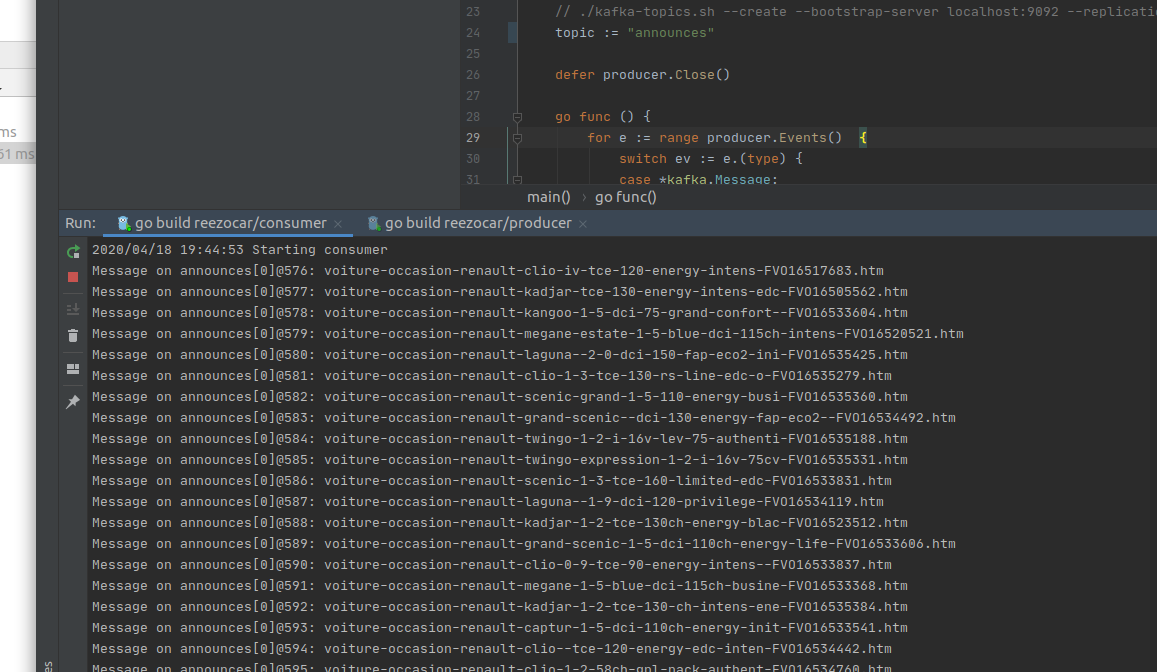 23 // ./kafka-topics.sh --create --bootstrap-server localhost:9092 --replicati
24 topic := "announces"
25
26 defer producer.Close()
27
28 go func () {
29 for e := range producer.Events() {
30 switch ev := e.(type) {
31 case *kafka.Message:
ms
61 ms
main() › go func()
Run: go build reezocar/consumer × go build reezocar/producer ×
2020/04/18 19:44:53 Starting consumer
Message on announces[0]@576: voiture-occasion-renault-clio-iv-tce-120-energy-intens-FVO16517683.htm
Message on announces[0]@577: voiture-occasion-renault-kadjar-tce-130-energy-intens-edc-FVO16505562.htm
Message on announces[0]@578: voiture-occasion-renault-kangoo-1-5-dci-75-grand-confort--FVO16533604.htm
Message on announces[0]@579: voiture-occasion-renault-megane-estate-1-5-blue-dci-115ch-intens-FVO16520521.htm
Message on announces[0]@580: voiture-occasion-renault-laguna--2-0-dci-150-fap-eco2-ini-FVO16535425.htm
Message on announces[0]@581: voiture-occasion-renault-clio-1-3-tce-130-rs-line-edc-o-FVO16535279.htm
Message on announces[0]@582: voiture-occasion-renault-scenic-grand-1-5-110-energy-busi-FVO16535360.htm
Message on announces[0]@583: voiture-occasion-renault-grand-scenic--dci-130-energy-fap-eco2--FVO16534492.htm
Message on announces[0]@584: voiture-occasion-renault-twingo-1-2-i-16v-lev-75-authenti-FVO16535188.htm
Message on announces[0]@585: voiture-occasion-renault-twingo-expression-1-2-i-16v-75cv-FVO16535331.htm
Message on announces[0]@586: voiture-occasion-renault-scenic-1-3-tce-160-limited-edc-FVO16533831.htm
Message on announces[0]@587: voiture-occasion-renault-laguna--1-9-dci-120-privilege-FVO16534119.htm
Message on announces[0]@588: voiture-occasion-renault-kadjar-1-2-tce-130ch-energy-blac-FVO16523512.htm
Message on announces[0]@589: voiture-occasion-renault-grand-scenic-1-5-dci-110ch-energy-life-FVO16533606.htm
Message on announces[0]@590: voiture-occasion-renault-clio-0-9-tce-90-energy-intens--FVO16533837.htm
Message on announces[0]@591: voiture-occasion-renault-megane-1-5-blue-dci-115ch-busine-FVO16533368.htm
Message on announces[0]@592: voiture-occasion-renault-kadjar-1-2-tce-130-ch-intens-ene-FVO16535384.htm
Message on announces[0]@593: voiture-occasion-renault-captur-1-5-dci-110ch-energy-init-FVO16533541.htm
Message on announces[0]@594: voiture-occasion-renault-clio--tce-120-energy-edc-inten-FVO16534442.htm
Message on announces[0]@595: voiture-occasion-renault-clio-1-2-58ch-gpl-pack-authent-FVO16534760.htm